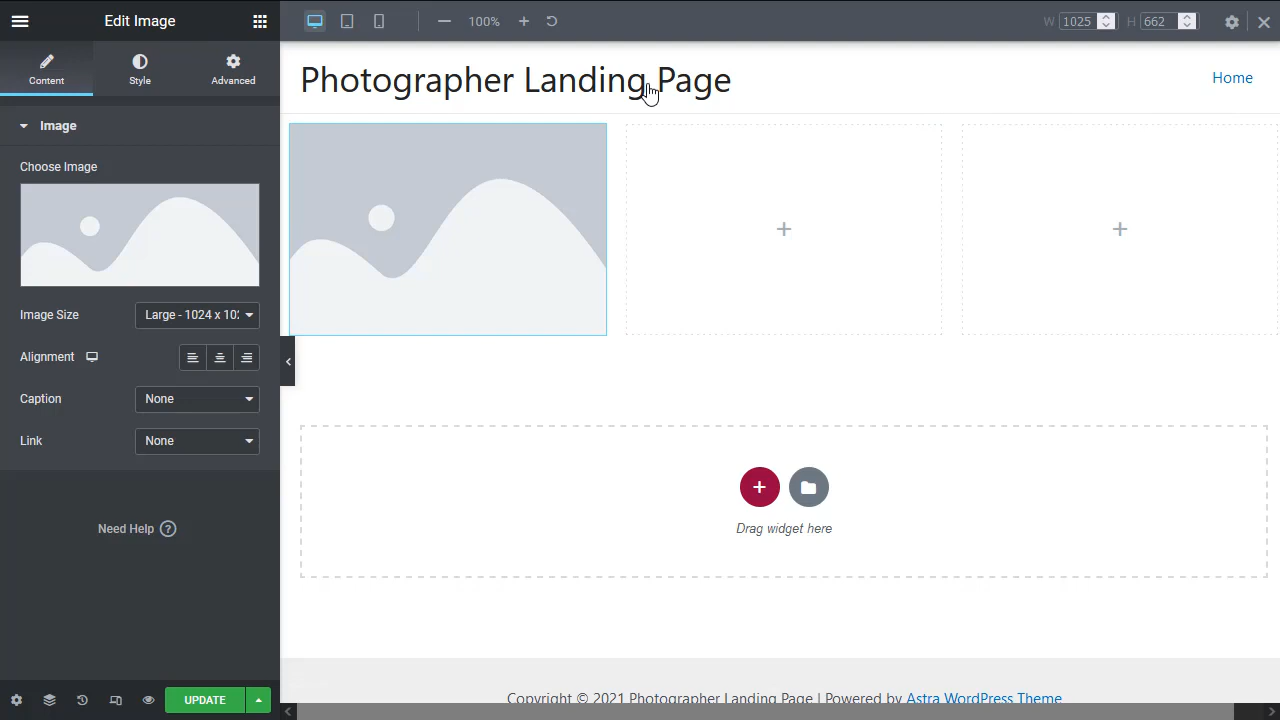 Edit Image
100%
W 1025
H 662
Content
Style
Advanced
Photographer Landing Page
Home
Image
Choose Image
Image Size
Large - 1024 x 102
Alignment
Caption
None
Link
None
Need Help ?
Drag widget here
UPDATE
Copyright © 2021 Photographer Landing Page | Powered by Astra WordPress Theme